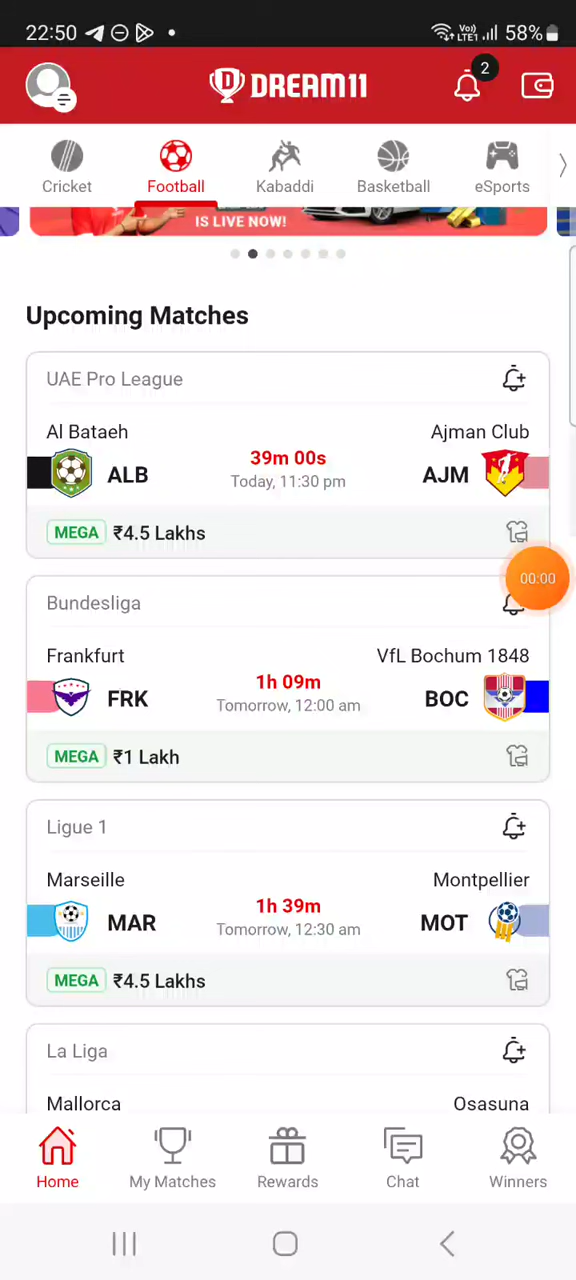 22:50 Vo)) LTE1 58%
DREAM11 2
Cricket Football Kabaddi Basketball eSports
IS LIVE NOW!
Upcoming Matches
UAE Pro League
Al Bataeh Ajman Club
39m 00s
ALB AJM
Today, 11:30 pm
MEGA ₹4.5 Lakhs
00:00
Bundesliga
Frankfurt VfL Bochum 1848
1h 09m
FRK BOC
Tomorrow, 12:00 am
MEGA ₹1 Lakh
Ligue 1
Marseille Montpellier
1h 39m
MAR MOT
Tomorrow, 12:30 am
MEGA ₹4.5 Lakhs
La Liga
Mallorca Osasuna
Home My Matches Rewards Chat Winners